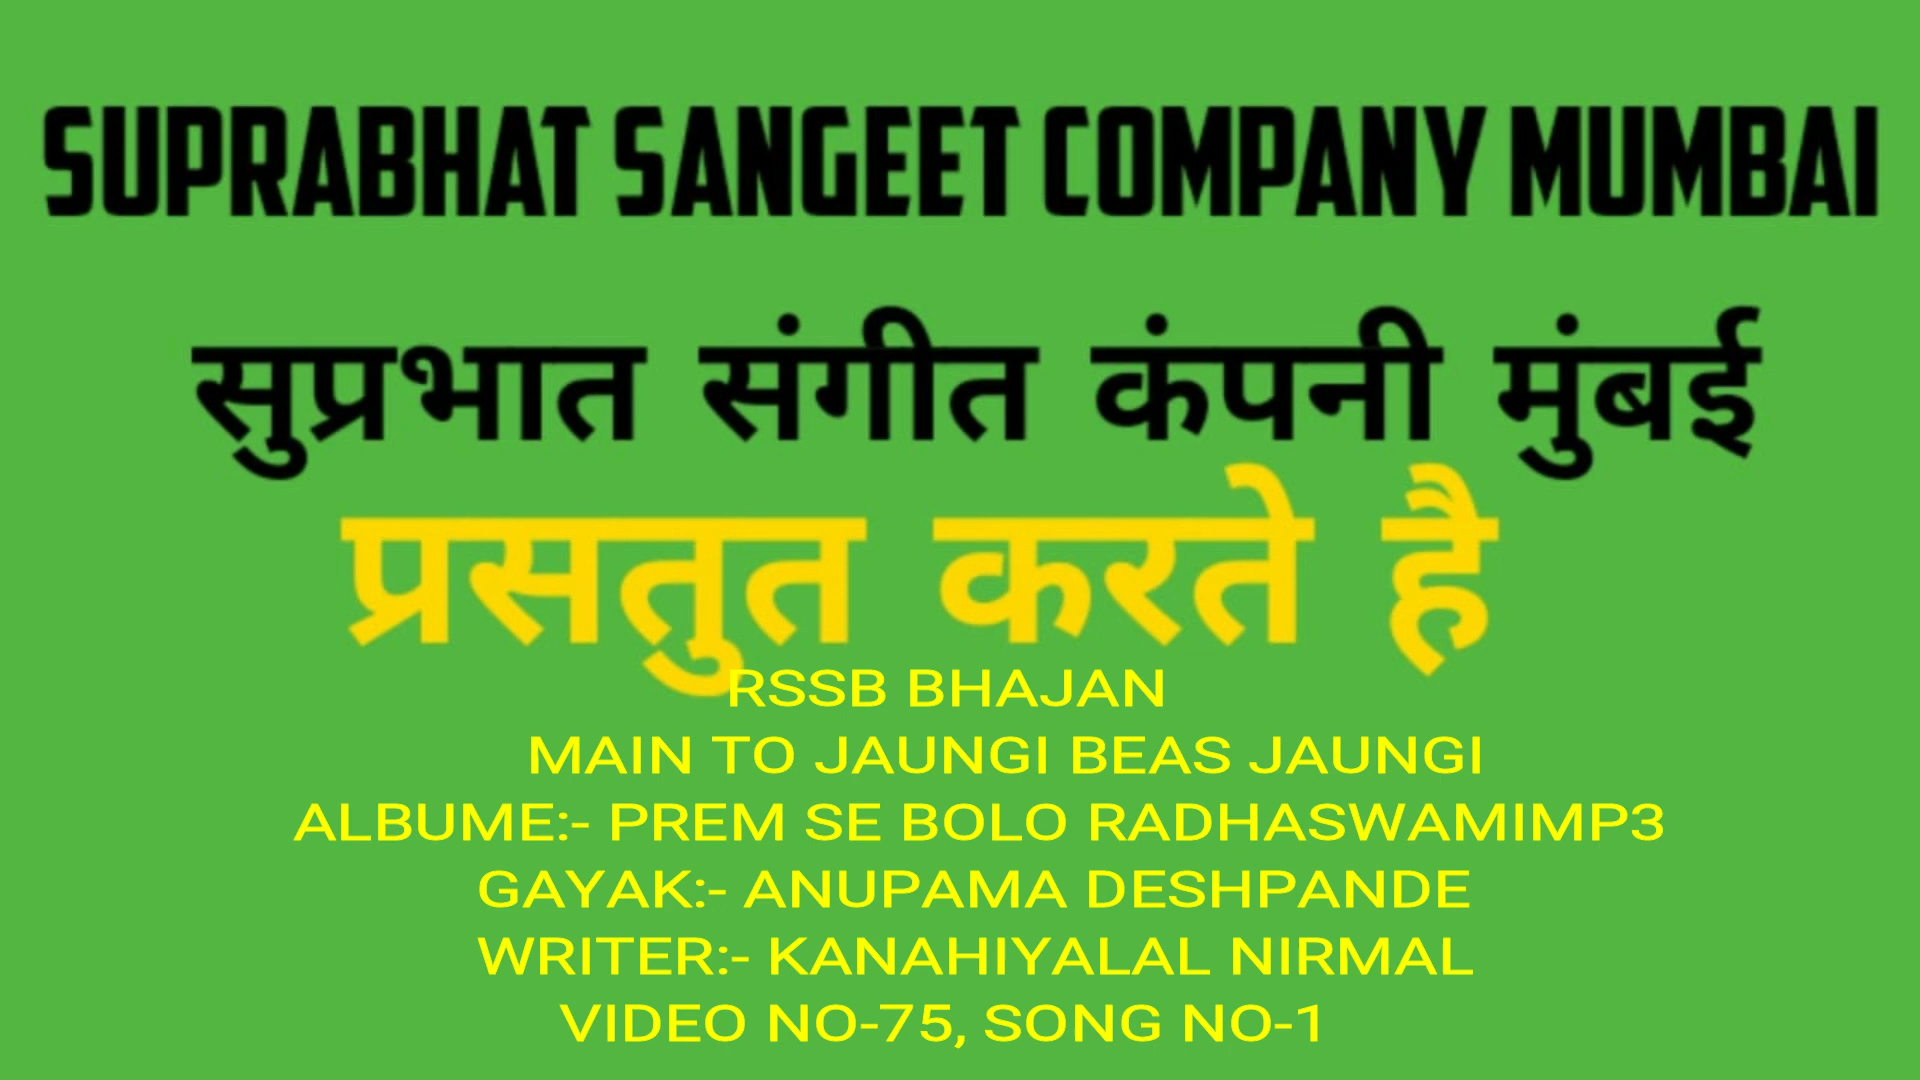 SUPRABHAT SANGEET COMPANY MUMBAI
सुप्रभात संगीत कंपनी मुंबई
प्रसतुत करते है
RSSB BHAJAN
MAIN TO JAUNGI BEAS JAUNGI
ALBUME:- PREM SE BOLO RADHASWAMIMP3
GAYAK:- ANUPAMA DESHPANDE
WRITER:- KANAHIYALAL NIRMAL
VIDEO NO-75, SONG NO-1